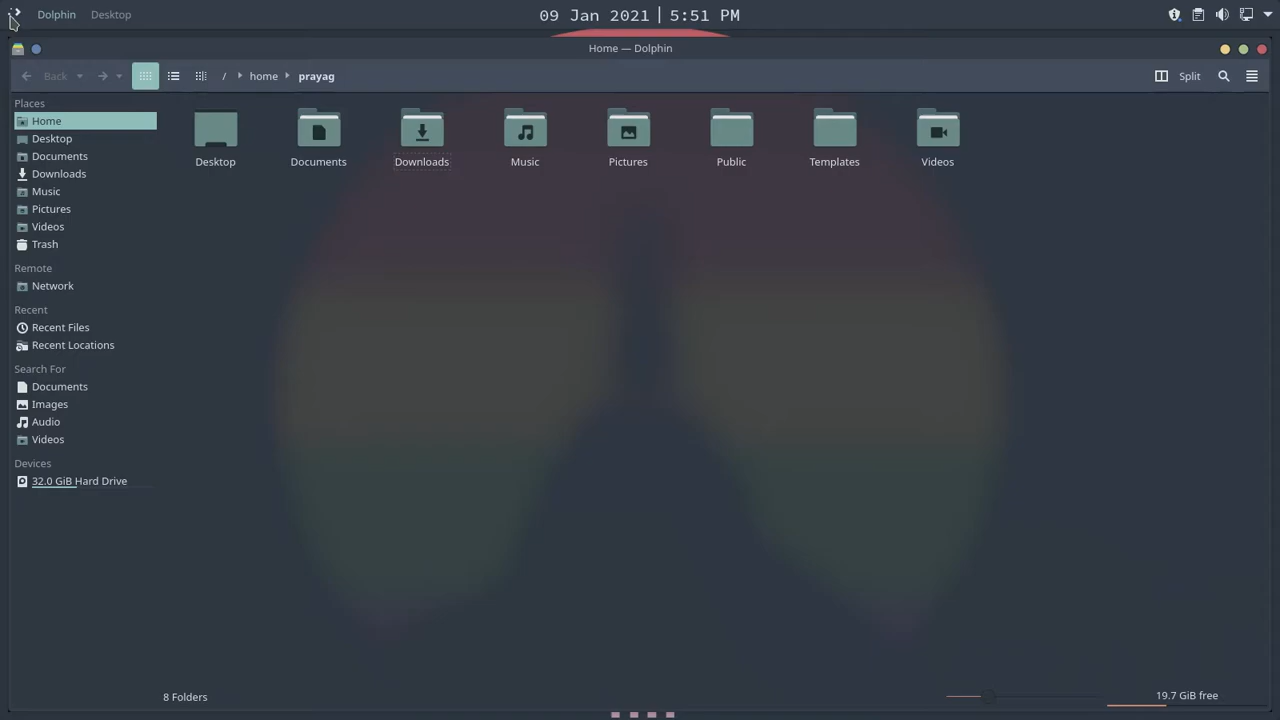 Dolphin Desktop 09 Jan 2021 | 5:51 PM
Home — Dolphin
Back / home prayag Split
Places
Home
Desktop
Documents
Downloads
Music
Pictures
Videos
Trash
Remote
Network
Recent
Recent Files
Recent Locations
Search For
Documents
Images
Audio
Videos
Devices
32.0 GiB Hard Drive
Desktop Documents Downloads Music Pictures Public Templates Videos
8 Folders 19.7 GiB free